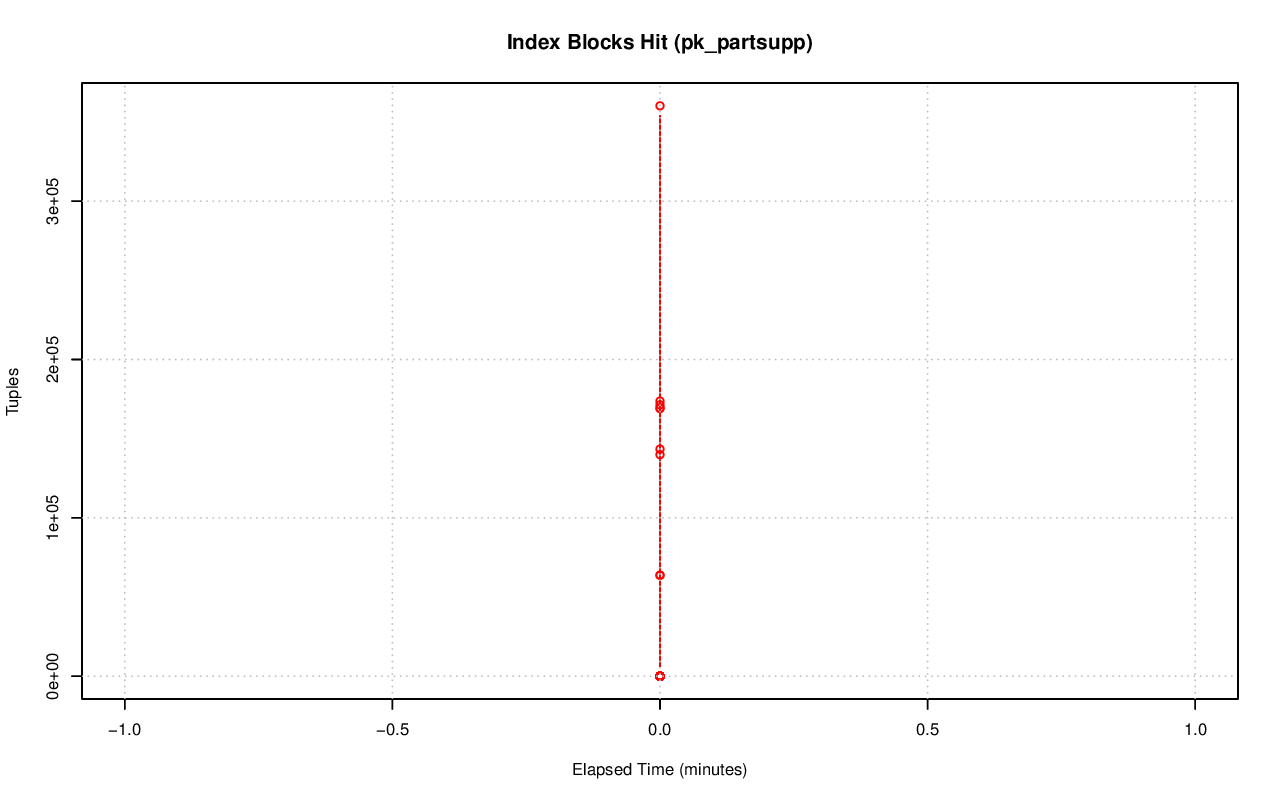 Index Blocks Hit (pk_partsupp)
3e+05
2e+05
1e+05
0e+00
Tuples
−1.0
−0.5
0.0
0.5
1.0
Elapsed Time (minutes)